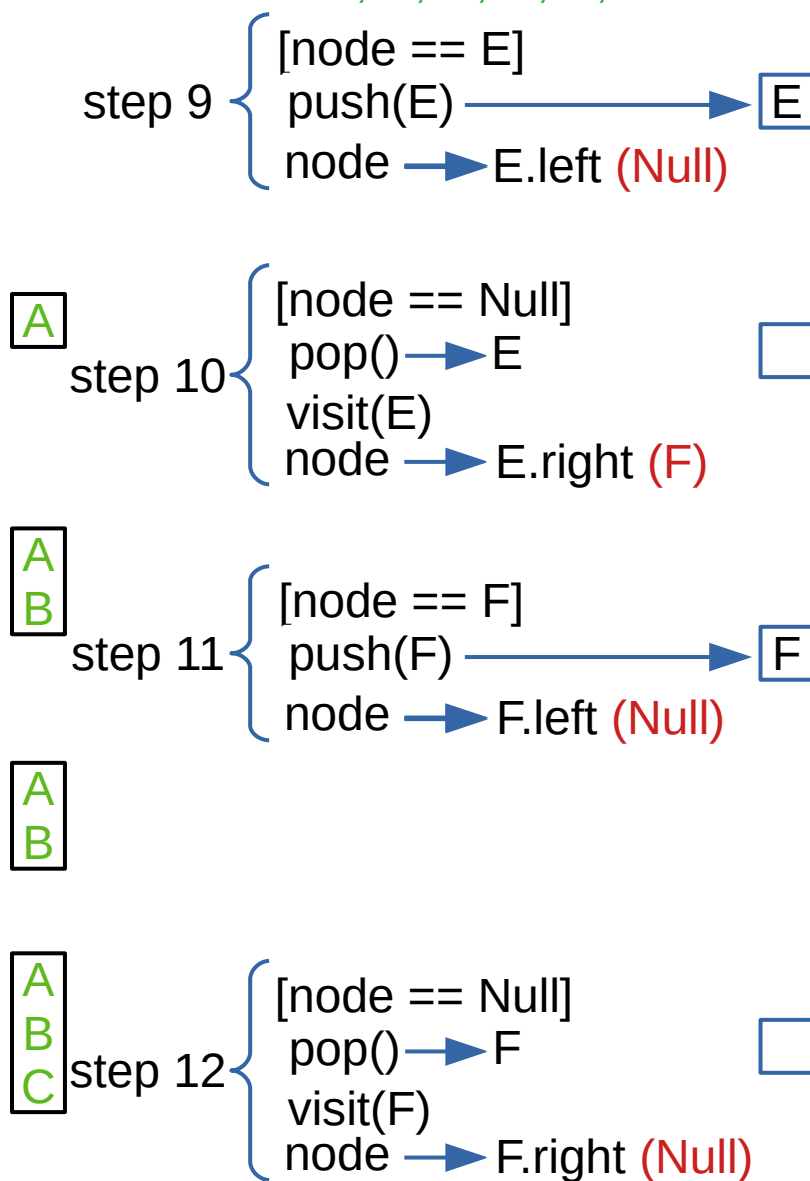 [node == E]
step 9
push(E)
E
node
E.left (Null)
A
[node == Null]
pop()
E
step 10
visit(E)
node
E.right (F)
A
B
[node == F]
step 11
push(F)
F
node
F.left (Null)
A
B
A
B
C
[node == Null]
pop()
F
step 12
visit(F)
node
F.right (Null)